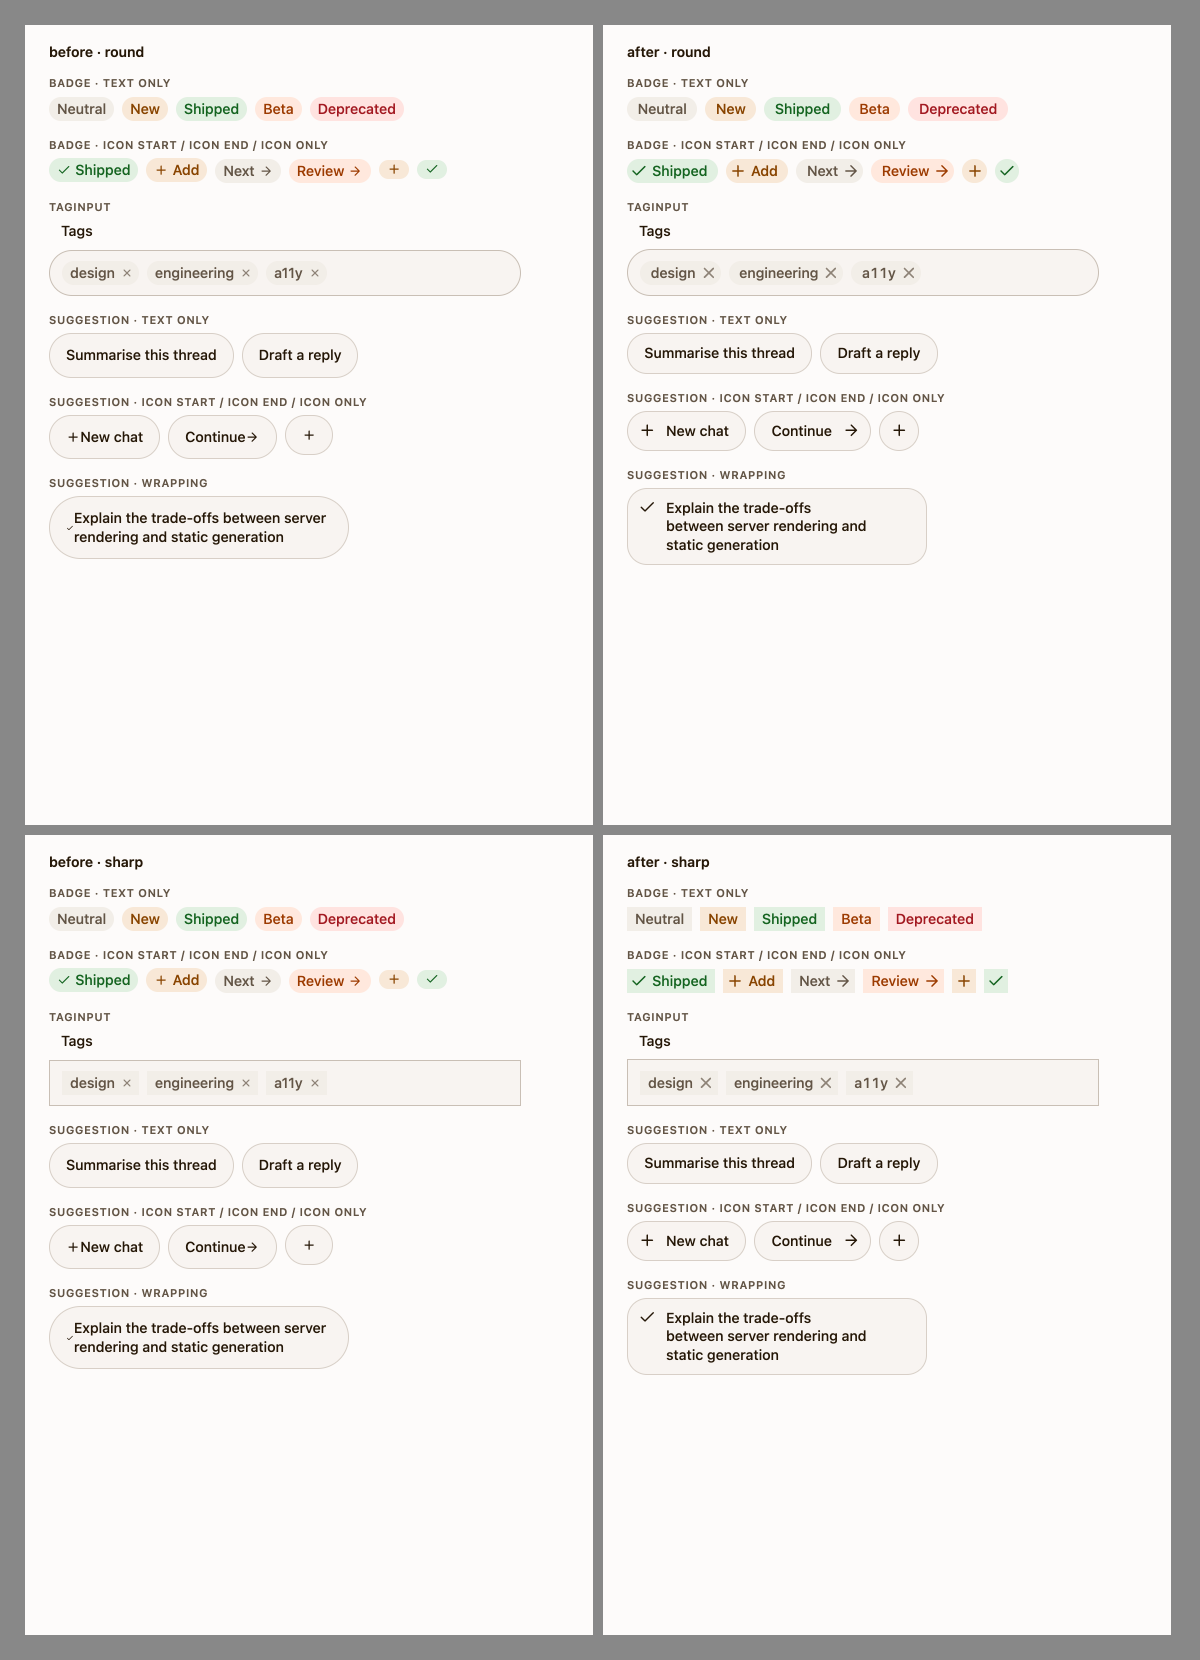 before · round
BADGE · TEXT ONLY
Neutral New Shipped Beta Deprecated
BADGE · ICON START / ICON END / ICON ONLY
Shipped Add Next Review
TAGINPUT
Tags
design engineering a11y
SUGGESTION · TEXT ONLY
Summarise this thread Draft a reply
SUGGESTION · ICON START / ICON END / ICON ONLY
New chat Continue
SUGGESTION · WRAPPING
Explain the trade-offs between server
rendering and static generation
after · round
BADGE · TEXT ONLY
Neutral New Shipped Beta Deprecated
BADGE · ICON START / ICON END / ICON ONLY
Shipped Add Next Review
TAGINPUT
Tags
design engineering a11y
SUGGESTION · TEXT ONLY
Summarise this thread Draft a reply
SUGGESTION · ICON START / ICON END / ICON ONLY
New chat Continue
SUGGESTION · WRAPPING
Explain the trade-offs
between server rendering and
static generation
before · sharp
BADGE · TEXT ONLY
Neutral New Shipped Beta Deprecated
BADGE · ICON START / ICON END / ICON ONLY
Shipped Add Next Review
TAGINPUT
Tags
design engineering a11y
SUGGESTION · TEXT ONLY
Summarise this thread Draft a reply
SUGGESTION · ICON START / ICON END / ICON ONLY
New chat Continue
SUGGESTION · WRAPPING
Explain the trade-offs between server
rendering and static generation
after · sharp
BADGE · TEXT ONLY
Neutral New Shipped Beta Deprecated
BADGE · ICON START / ICON END / ICON ONLY
Shipped Add Next Review
TAGINPUT
Tags
design engineering a11y
SUGGESTION · TEXT ONLY
Summarise this thread Draft a reply
SUGGESTION · ICON START / ICON END / ICON ONLY
New chat Continue
SUGGESTION · WRAPPING
Explain the trade-offs
between server rendering and
static generation